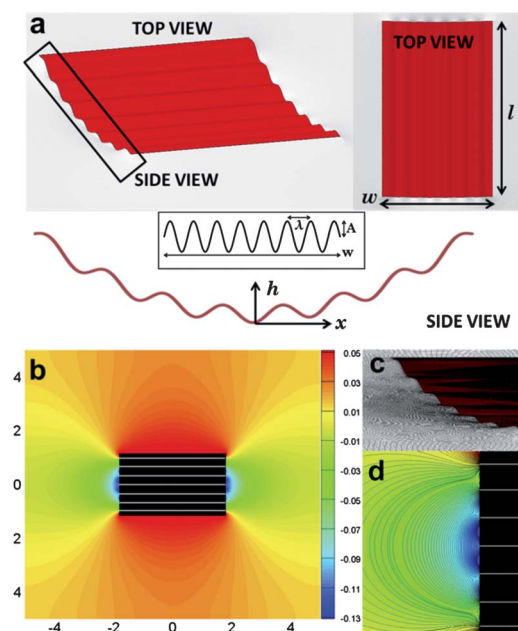 a
TOP VIEW
SIDE VIEW
TOP VIEW
l
w
λ
A
w
h
x
SIDE VIEW
b
4
2
0
2
4
-4
-2
0
2
4
0.05
0.03
0.01
-0.01
-0.03
-0.05
-0.07
-0.09
-0.11
-0.13
c
d